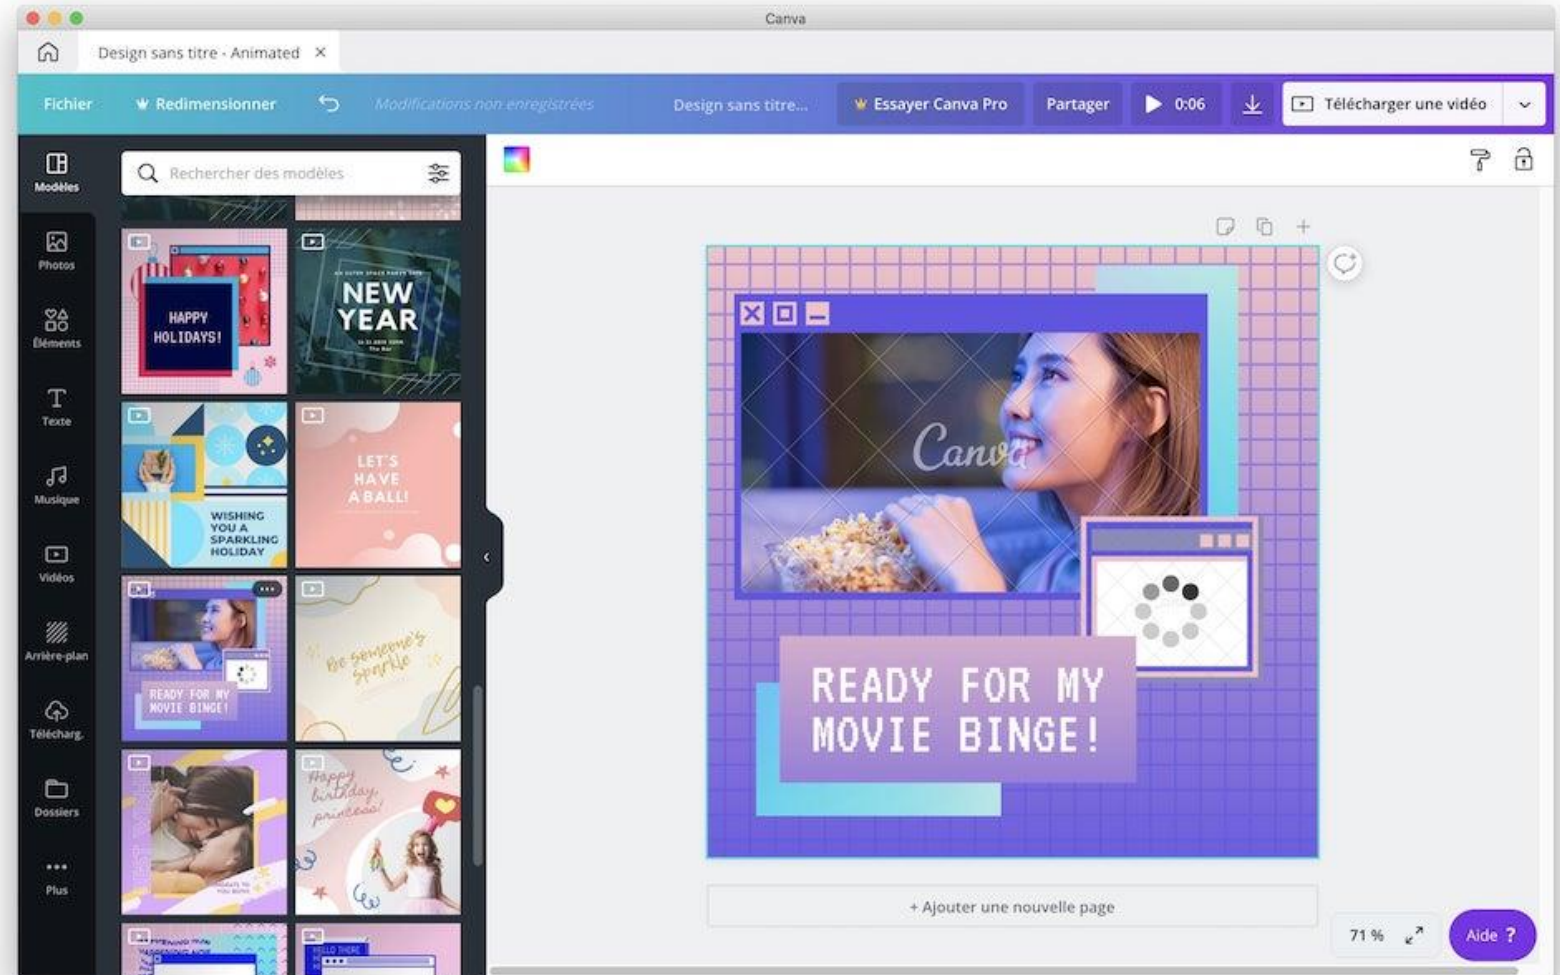 Canva
Design sans titre - Animated
Fichier
Redimensionner
Modifications non enregistrées
Design sans titre...
Essayer Canva Pro
Partager
0:06
Télécharger une vidéo
Modèles
Photos
Éléments
Texte
Musique
Vidéos
Arrière-plan
Télécharg.
Dossiers
Plus
Rechercher des modèles
HAPPY
HOLIDAYS!
NEW
YEAR
WISHING
YOU A
SPARKLING
HOLIDAY
LET'S
HAVE
A BALL!
READY FOR MY
MOVIE BINGE!
Be someone's
sparkle
Happy
birthday,
princess!
HELLO THERE
Canva
READY FOR MY
MOVIE BINGE!
+ Ajouter une nouvelle page
71 %
Aide ?